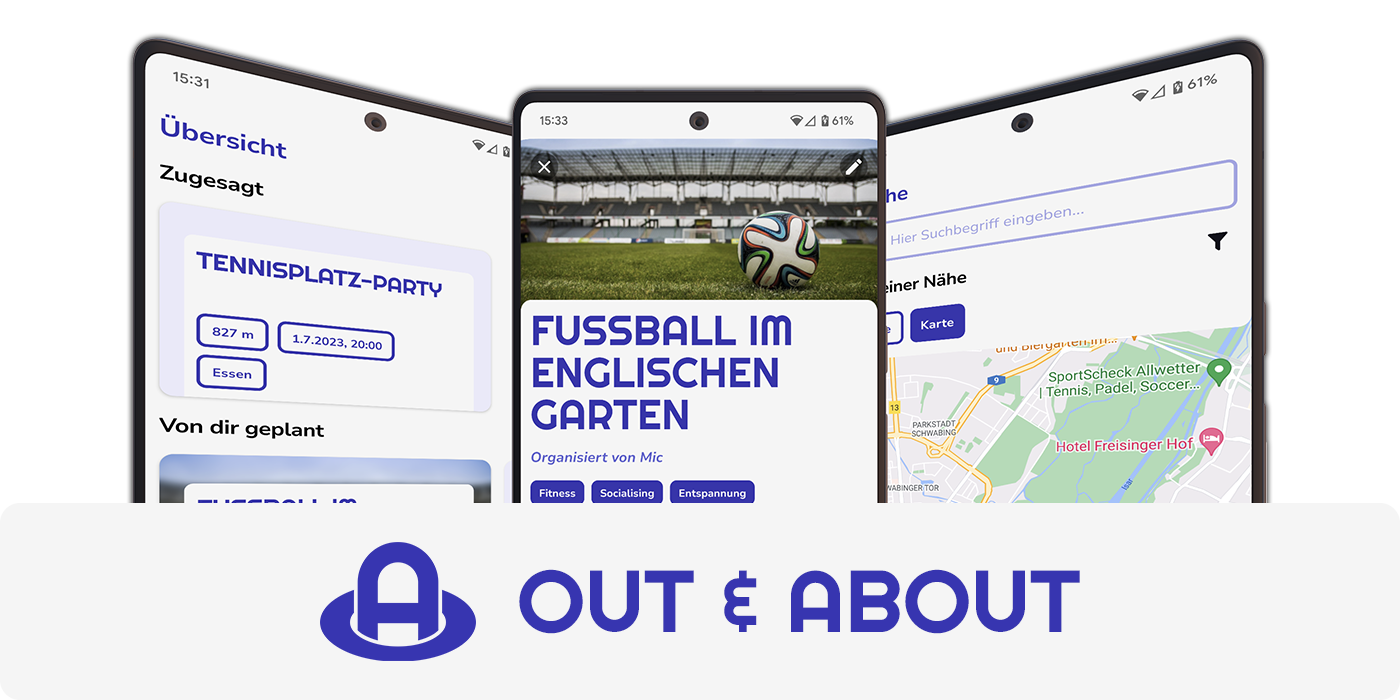 15:31
Übersicht
Zugesagt
TENNISPLATZ-PARTY
827 m
1.7.2023, 20:00
Essen
Von dir geplant
FUSSBALL IM
15:33
61%
FUSSBALL IM
ENGLISCHEN
GARTEN
Organisiert von Mic
Fitness
Socialising
Entspannung
61%
he
Hier Suchbegriff eingeben...
einer Nähe
e
Karte
und Biergarten im...
9
SportScheck Allwetter
| Tennis, Padel, Soccer...
13
PARKSTADT
SCHWABING
Hotel Freisinger Hof
WABINGER TOR
Isar
OUT & ABOUT